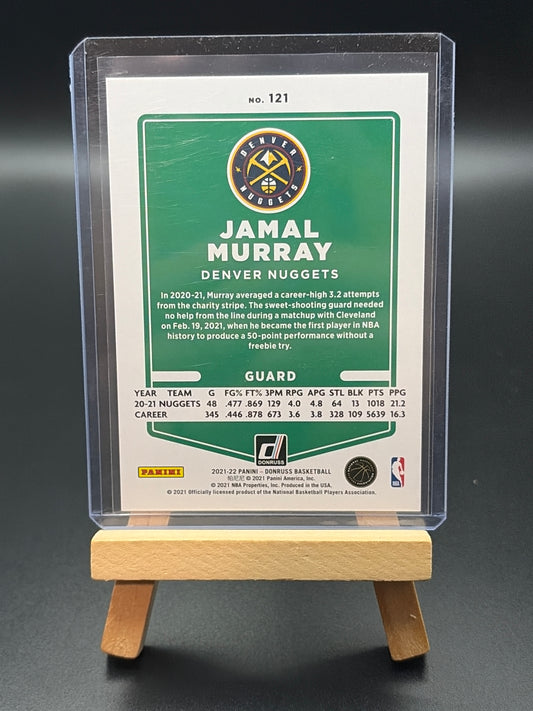 NO. 121
DENVER
NUGGETS
JAMAL
MURRAY
DENVER NUGGETS
In 2020-21, Murray averaged a career-high 3.2 attempts
from the charity stripe. The sweet-shooting guard needed
no help from the line during a matchup with Cleveland
on Feb. 19, 2021, when he became the first player in NBA
history to produce a 50-point performance without a
freebie try.
GUARD
YEAR TEAM G FG% FT% 3PM RPG APG STL BLK PTS PPG
20-21 NUGGETS 48 .477 .869 129 4.0 4.8 64 13 1018 21.2
CAREER 345 .446 .878 673 3.6 3.8 328 109 5639 16.3
d
DONRUSS
PANINI
2021-22 PANINI – DONRUSS BASKETBALL
帕尼尼 © 2021 Panini America, Inc.
© 2021 NBA Properties, Inc. Produced in the USA.
© 2021 Officially licensed product of the National Basketball Players Association.